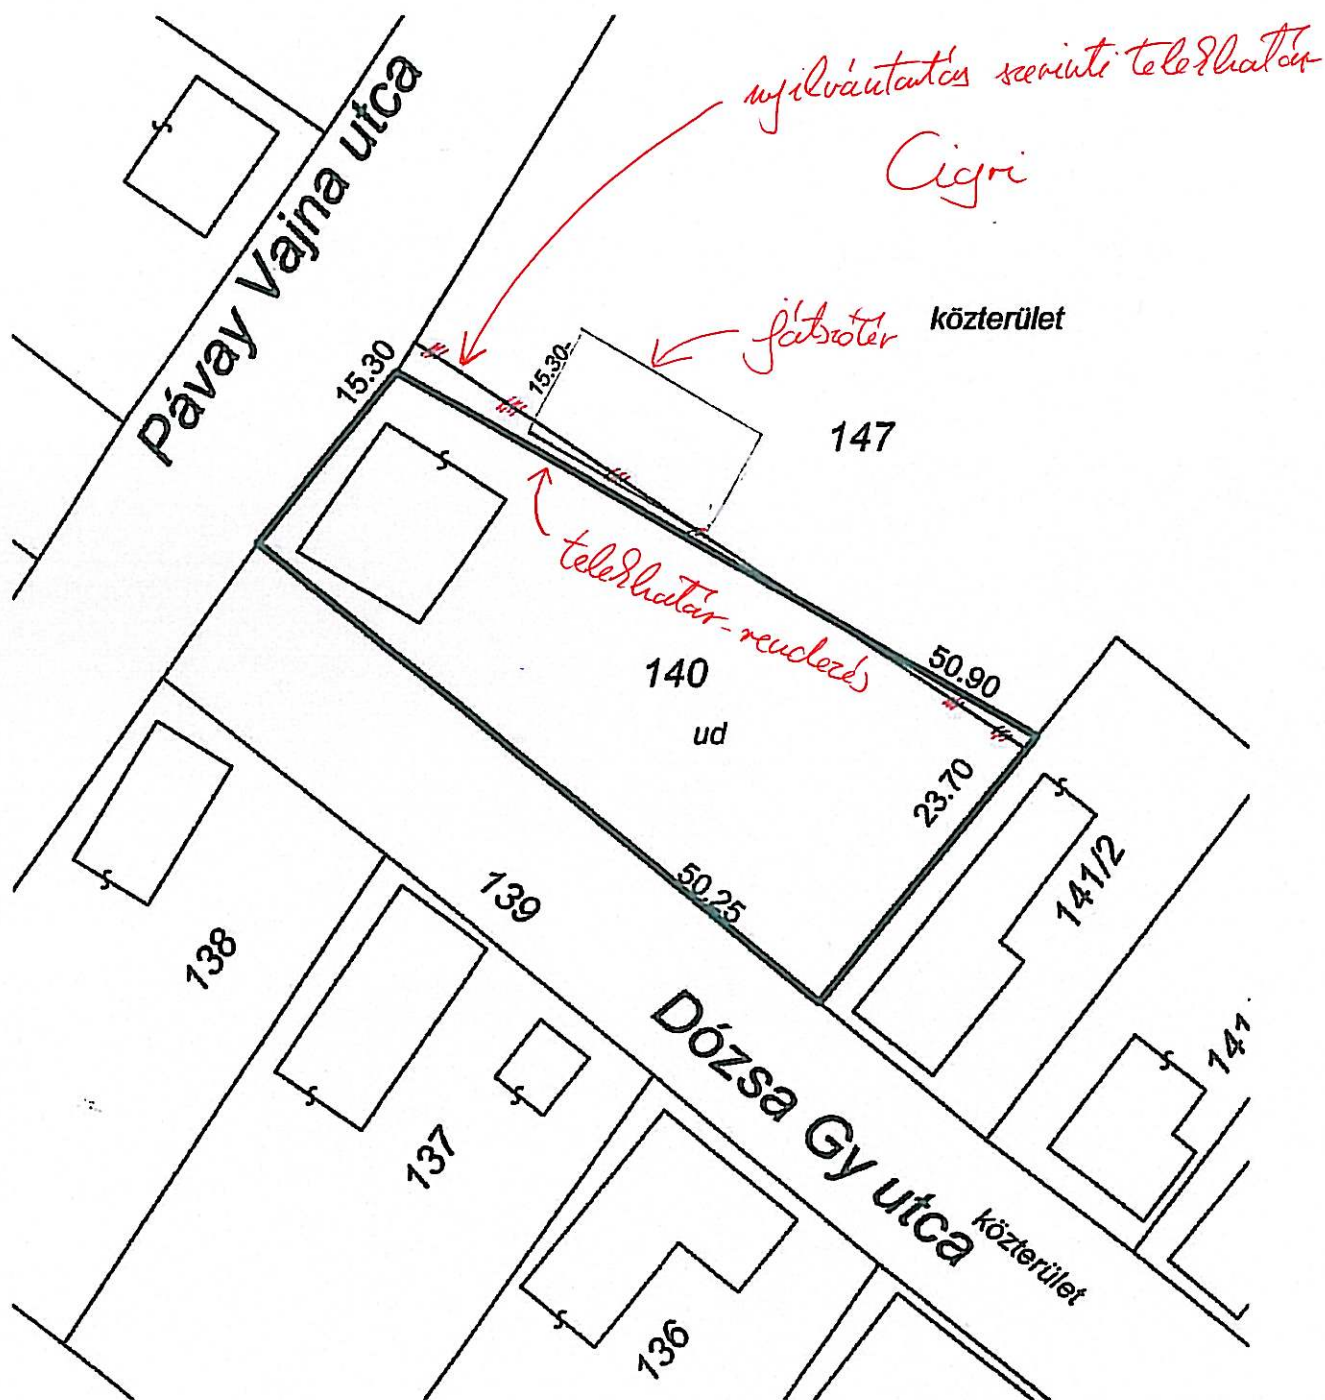 nyilvántartás szerinti telekhatár
Cigri
Pávay Vajna utca
játszótér
közterület
15.30
15.30
147
telekhatár-rendezés
140
ud
50.90
23.70
50.25
139
141/2
138
141
Dózsa Gy utca
137
közterület
136